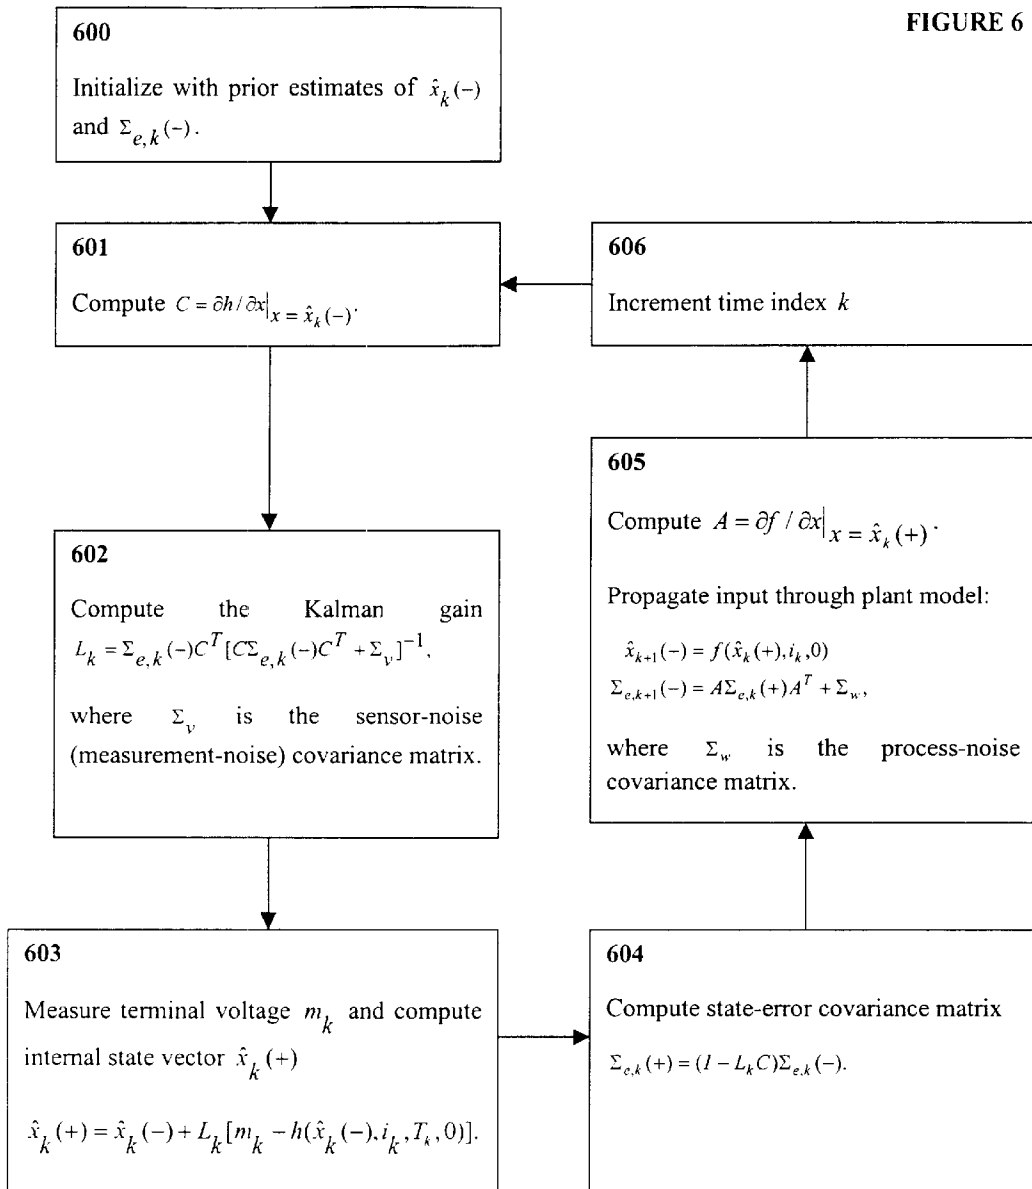 FIGURE 6
600
Initialize with prior estimates of x̂_k(−)
and Σ_{e,k}(−).
601
Compute C = ∂h/∂x|_{x = x̂_k(−)}.
602
Compute the Kalman gain
L_k = Σ_{e,k}(−)C^T[CΣ_{e,k}(−)C^T + Σ_v]^{−1},
where Σ_v is the sensor-noise
(measurement-noise) covariance matrix.
603
Measure terminal voltage m_k and compute
internal state vector x̂_k(+)
x̂_k(+) = x̂_k(−) + L_k[m_k − h(x̂_k(−), i_k, T_k, 0)].
604
Compute state-error covariance matrix
Σ_{e,k}(+) = (I − L_k C)Σ_{e,k}(−).
605
Compute A = ∂f / ∂x|_{x = x̂_k(+)}.
Propagate input through plant model:
x̂_{k+1}(−) = f(x̂_k(+), i_k, 0)
Σ_{e,k+1}(−) = AΣ_{e,k}(+)A^T + Σ_w,
where Σ_w is the process-noise
covariance matrix.
606
Increment time index k